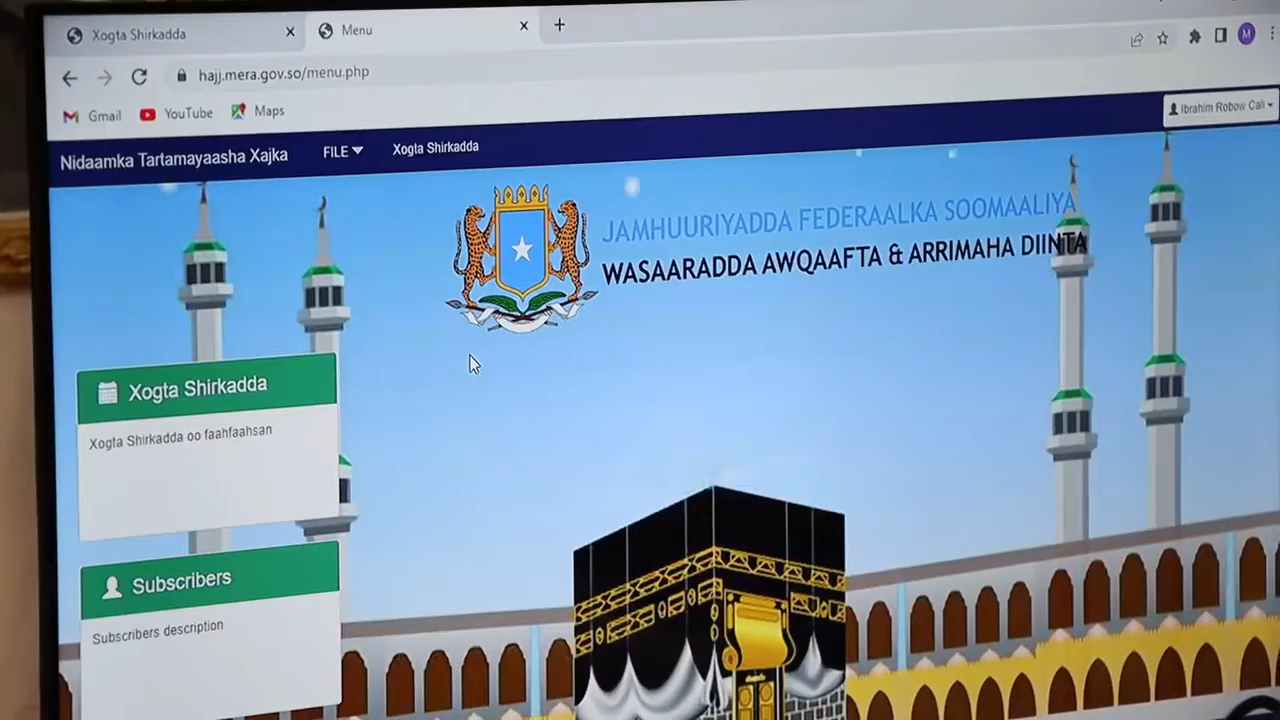 Xogta Shirkadda
Menu
hajj.mera.gov.so/menu.php
M
Gmail
YouTube
Maps
Ibrahim Robow Cali
Nidaamka Tartamayaasha Xajka
FILE
Xogta Shirkadda
JAMHUURIYADDA FEDERAALKA SOOMAALIYA
WASAARADDA AWQAAFTA & ARRIMAHA DIINTA
Xogta Shirkadda
Xogta Shirkadda oo faahfaahsan
Subscribers
Subscribers description